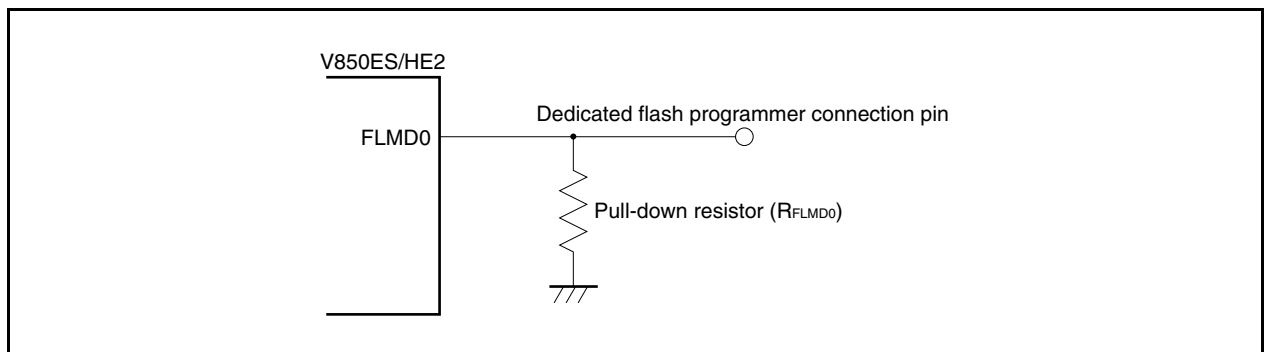 V850ES/HE2
Dedicated flash programmer connection pin
FLMD0
Pull-down resistor (RFLMD0)